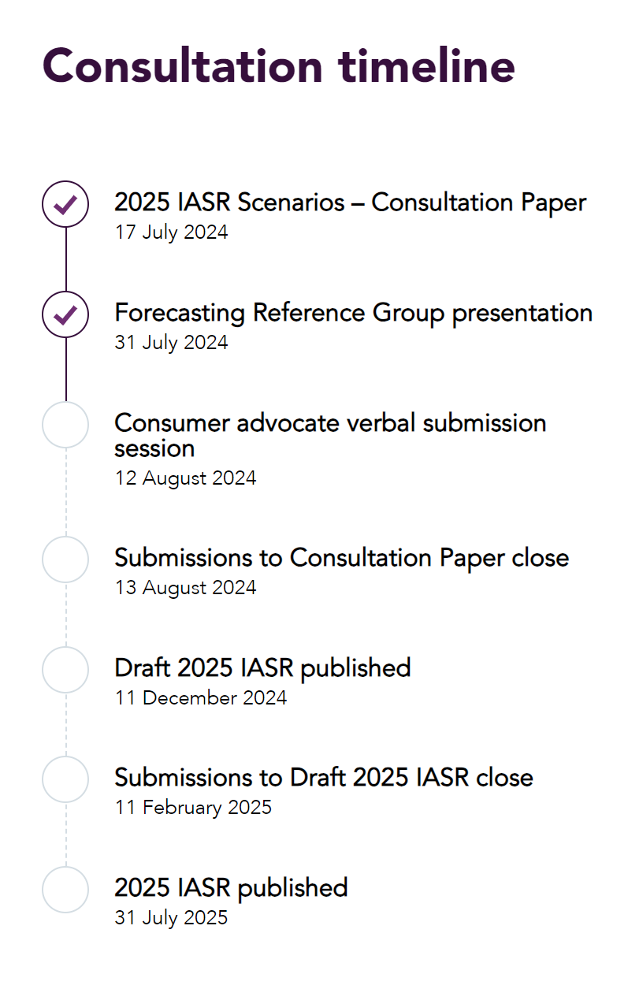 Consultation timeline
2025 IASR Scenarios – Consultation Paper
17 July 2024
Forecasting Reference Group presentation
31 July 2024
Consumer advocate verbal submission
session
12 August 2024
Submissions to Consultation Paper close
13 August 2024
Draft 2025 IASR published
11 December 2024
Submissions to Draft 2025 IASR close
11 February 2025
2025 IASR published
31 July 2025